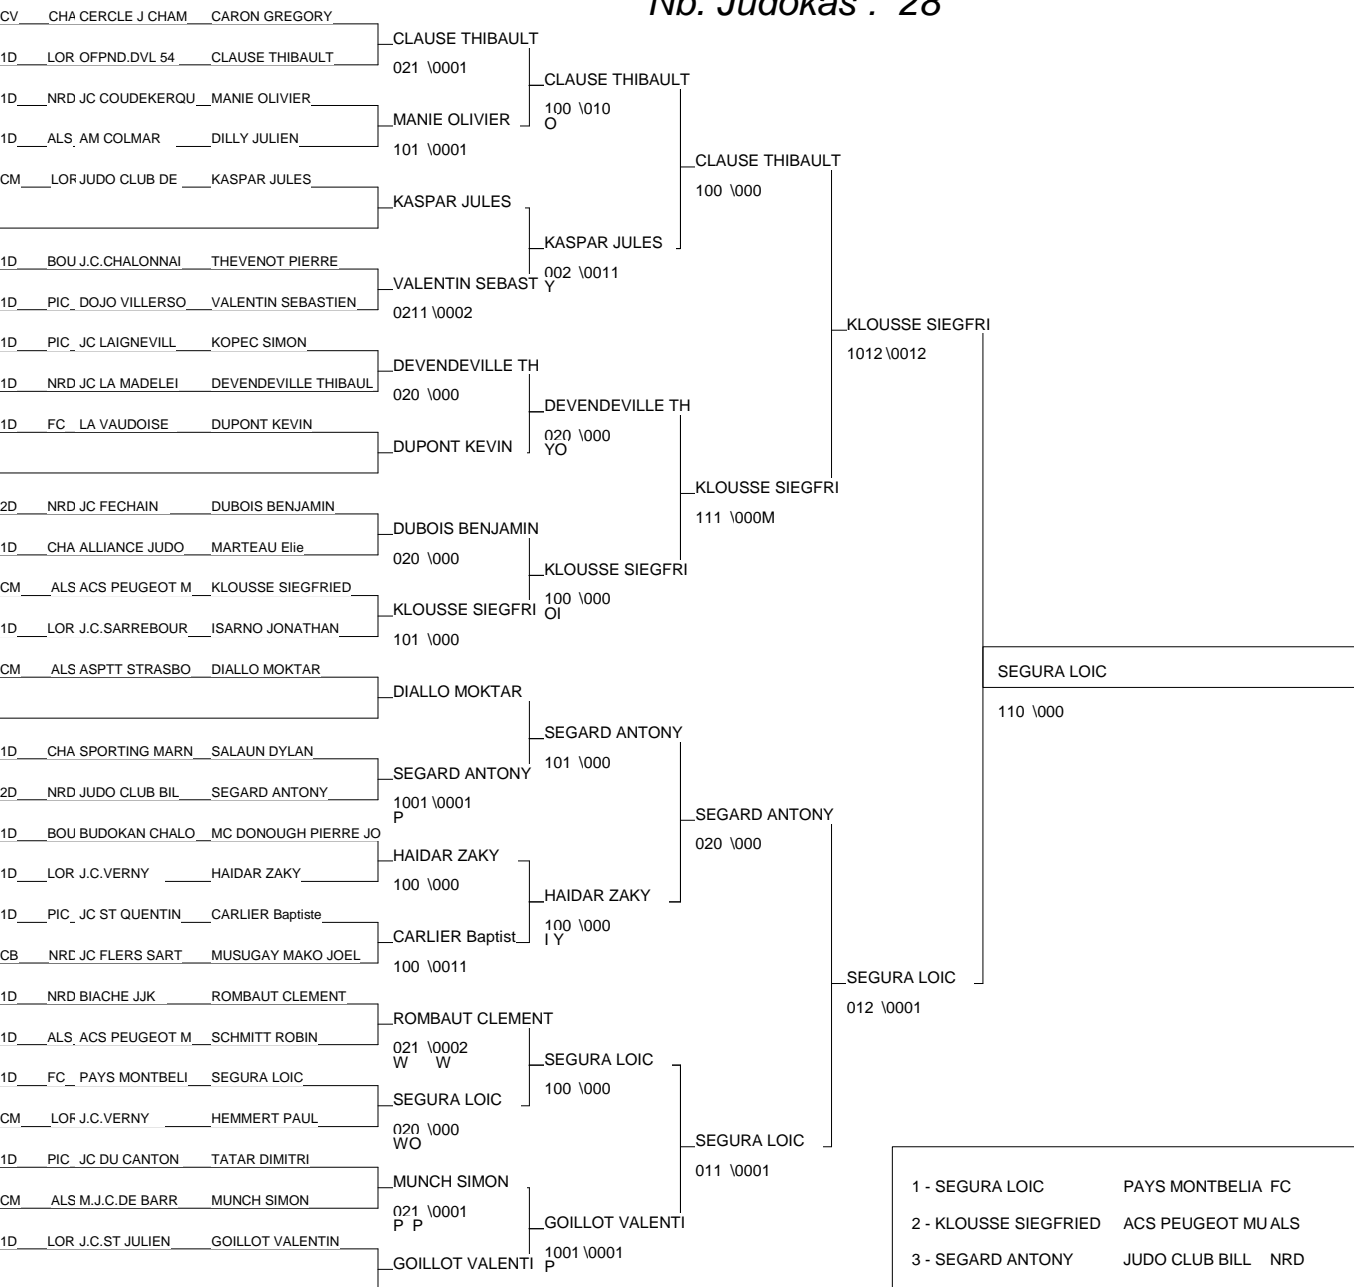 Nb. Judokas : 28
CV CHA CERCLE J CHAM CARON GREGORY
CLAUSE THIBAULT
1D LOR OFPND.DVL 54 CLAUSE THIBAULT
021 \0001
CLAUSE THIBAULT
1D NRD JC COUDEKERQU MANIE OLIVIER
100 \010
O
MANIE OLIVIER
1D ALS AM COLMAR DILLY JULIEN
101 \0001
CLAUSE THIBAULT
100 \000
CM LOR JUDO CLUB DE KASPAR JULES
KASPAR JULES
KASPAR JULES
002 \0011
Y
1D BOU J.C.CHALONNAI THEVENOT PIERRE
VALENTIN SEBAST
1D PIC DOJO VILLERSO VALENTIN SEBASTIEN
0211 \0002
KLOUSSE SIEGFRI
1012 \0012
1D PIC JC LAIGNEVILL KOPEC SIMON
DEVENDEVILLE TH
1D NRD JC LA MADELEI DEVENDEVILLE THIBAUL
020 \000
DEVENDEVILLE TH
020 \000
YO
1D FC LA VAUDOISE DUPONT KEVIN
DUPONT KEVIN
KLOUSSE SIEGFRI
111 \000M
2D NRD JC FECHAIN DUBOIS BENJAMIN
DUBOIS BENJAMIN
1D CHA ALLIANCE JUDO MARTEAU Elie
020 \000
KLOUSSE SIEGFRI
100 \000
OI
CM ALS ACS PEUGEOT M KLOUSSE SIEGFRIED
KLOUSSE SIEGFRI
1D LOR J.C.SARREBOUR ISARNO JONATHAN
101 \000
SEGURA LOIC
110 \000
CM ALS ASPTT STRASBO DIALLO MOKTAR
DIALLO MOKTAR
SEGARD ANTONY
101 \000
1D CHA SPORTING MARN SALAUN DYLAN
SEGARD ANTONY
2D NRD JUDO CLUB BIL SEGARD ANTONY
1001 \0001
P
SEGARD ANTONY
020 \000
1D BOU BUDOKAN CHALO MC DONOUGH PIERRE JO
HAIDAR ZAKY
1D LOR J.C.VERNY HAIDAR ZAKY
100 \000
HAIDAR ZAKY
100 \000
I Y
1D PIC JC ST QUENTIN CARLIER Baptiste
CARLIER Baptist
CB NRD JC FLERS SART MUSUGAY MAKO JOEL
100 \0011
SEGURA LOIC
012 \0001
1D NRD BIACHE JJK ROMBAUT CLEMENT
ROMBAUT CLEMENT
1D ALS ACS PEUGEOT M SCHMITT ROBIN
021 \0002
W W
SEGURA LOIC
100 \000
1D FC PAYS MONTBELI SEGURA LOIC
SEGURA LOIC
CM LOR J.C.VERNY HEMMERT PAUL
020 \000
WO
SEGURA LOIC
011 \0001
1D PIC JC DU CANTON TATAR DIMITRI
MUNCH SIMON
CM ALS M.J.C.DE BARR MUNCH SIMON
021 \0001
P P
GOILLOT VALENTI
1001 \0001
P
1D LOR J.C.ST JULIEN GOILLOT VALENTIN
GOILLOT VALENTI
1 - SEGURA LOIC PAYS MONTBELIA FC
2 - KLOUSSE SIEGFRIED ACS PEUGEOT MU ALS
3 - SEGARD ANTONY JUDO CLUB BILL NRD